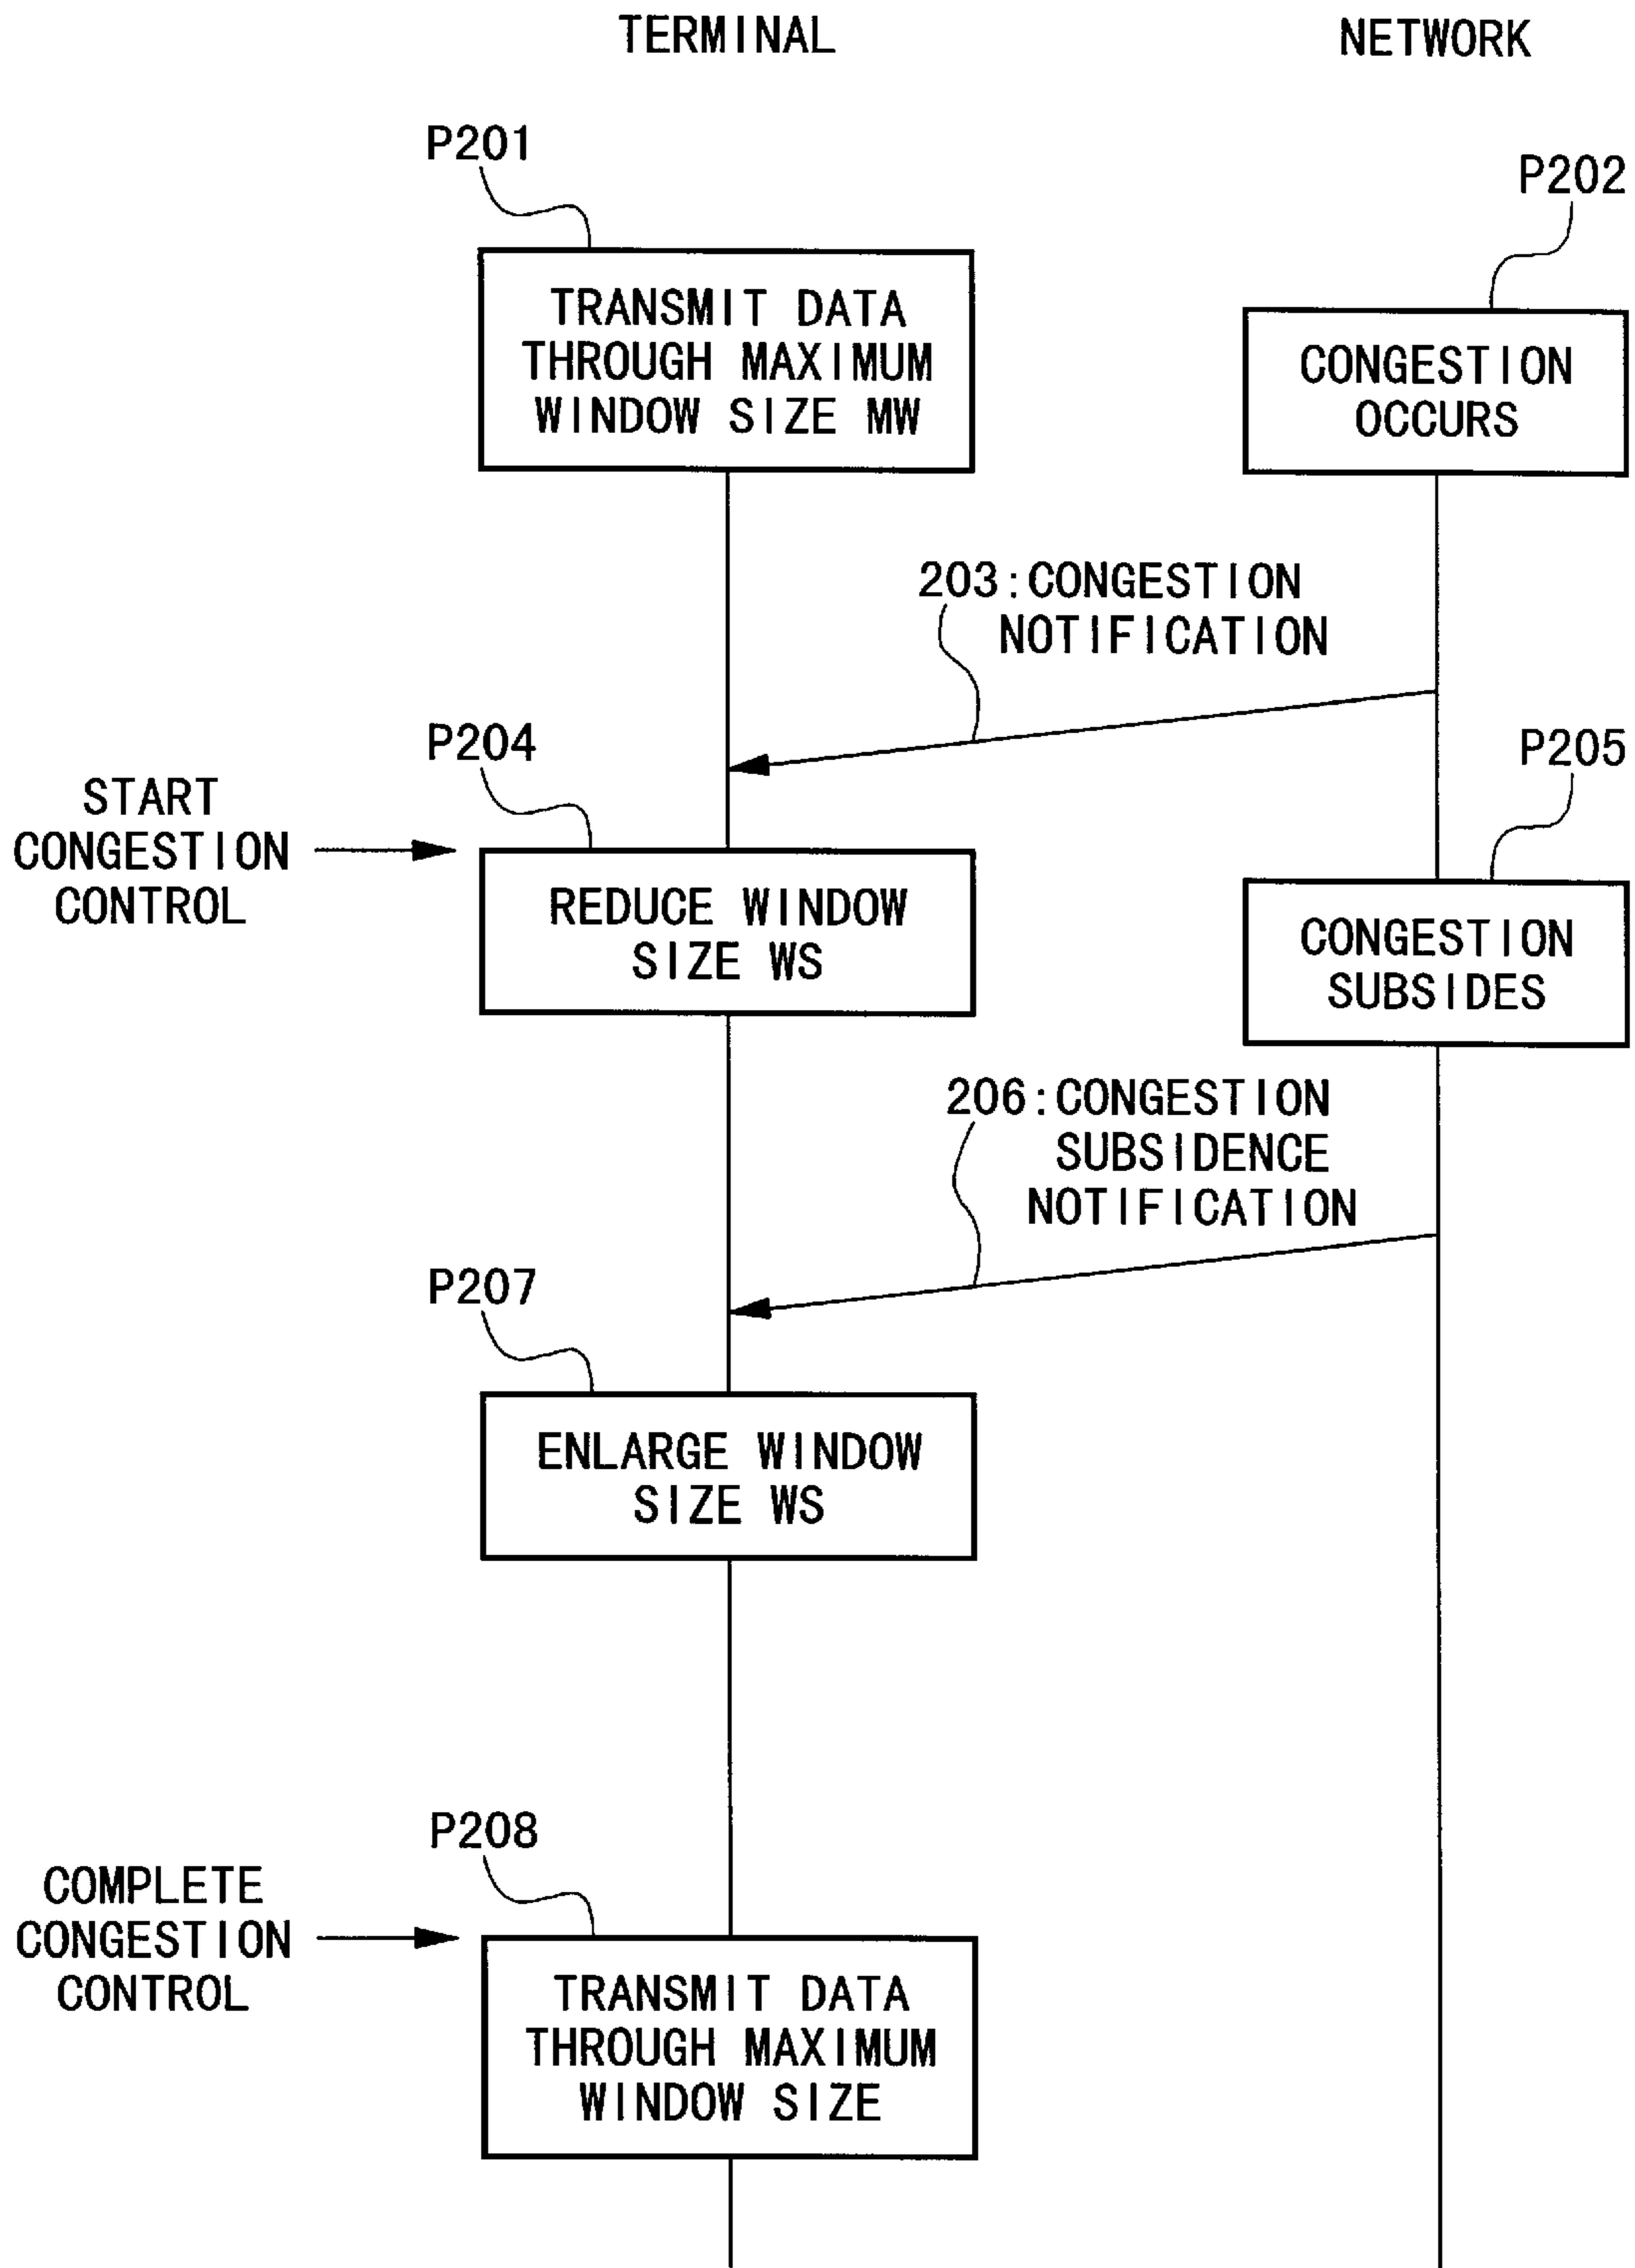 TERMINAL
NETWORK
P201
P202
TRANSMIT DATA
THROUGH MAXIMUM
WINDOW SIZE MW
CONGESTION
OCCURS
203:CONGESTION
NOTIFICATION
P204
P205
START
CONGESTION
CONTROL
REDUCE WINDOW
SIZE WS
CONGESTION
SUBSIDES
206:CONGESTION
SUBSIDENCE
NOTIFICATION
P207
ENLARGE WINDOW
SIZE WS
P208
COMPLETE
CONGESTION
CONTROL
TRANSMIT DATA
THROUGH MAXIMUM
WINDOW SIZE